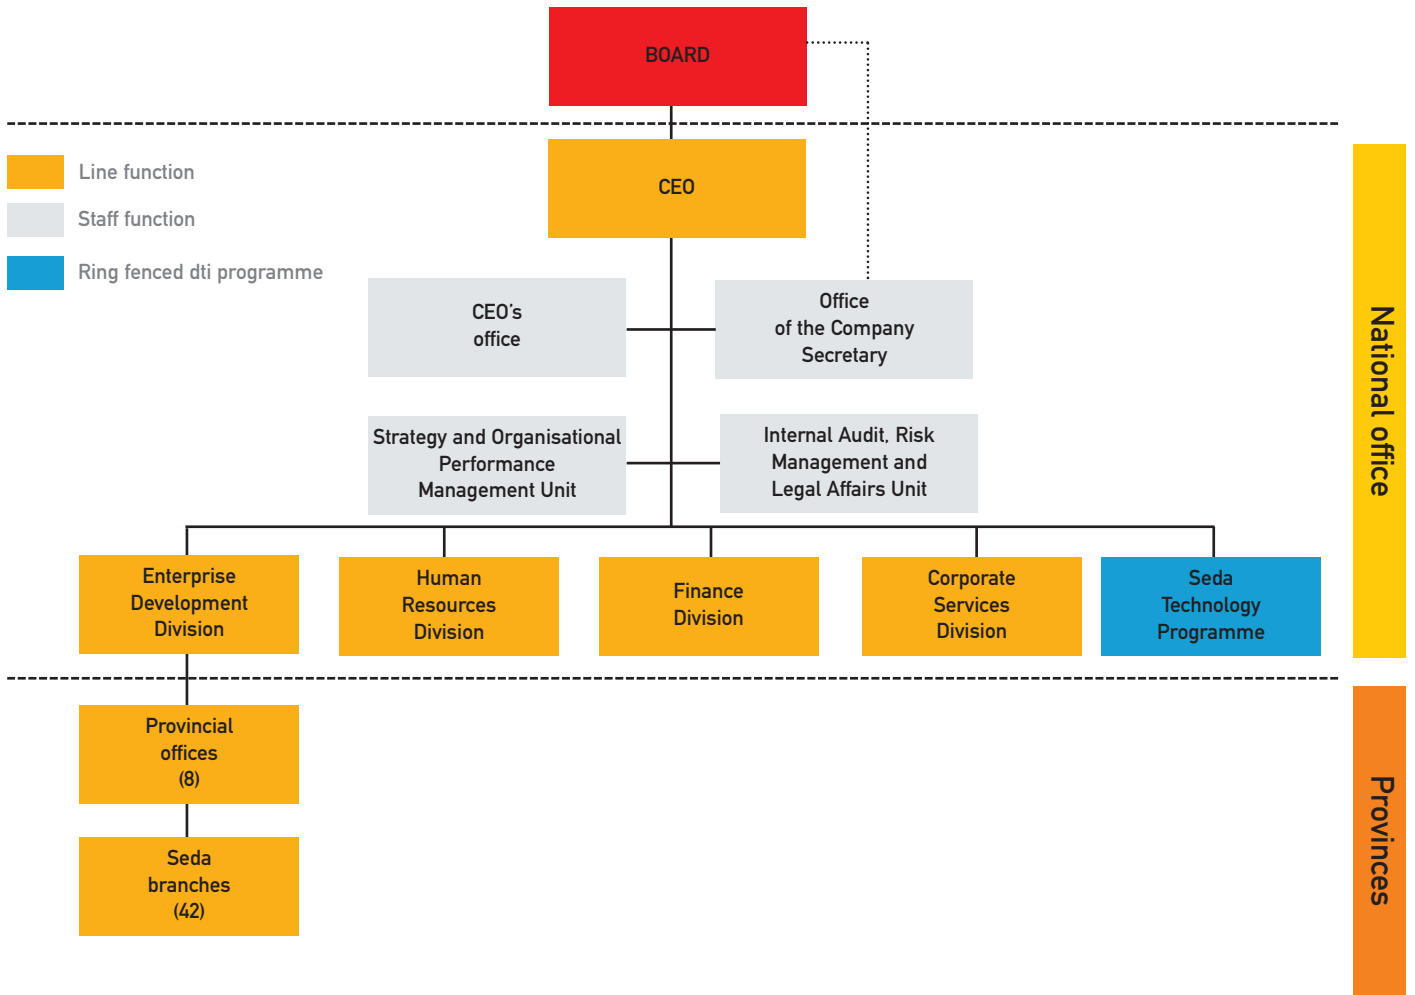 BOARD
Line function
Staff function
Ring fenced dti programme
CEO
CEO's
office
Office
of the Company
Secretary
Strategy and Organisational
Performance
Management Unit
Internal Audit, Risk
Management and
Legal Affairs Unit
Enterprise
Development
Division
Human
Resources
Division
Finance
Division
Corporate
Services
Division
Seda
Technology
Programme
National office
Provincial
offices
(8)
Seda
branches
(42)
Provinces